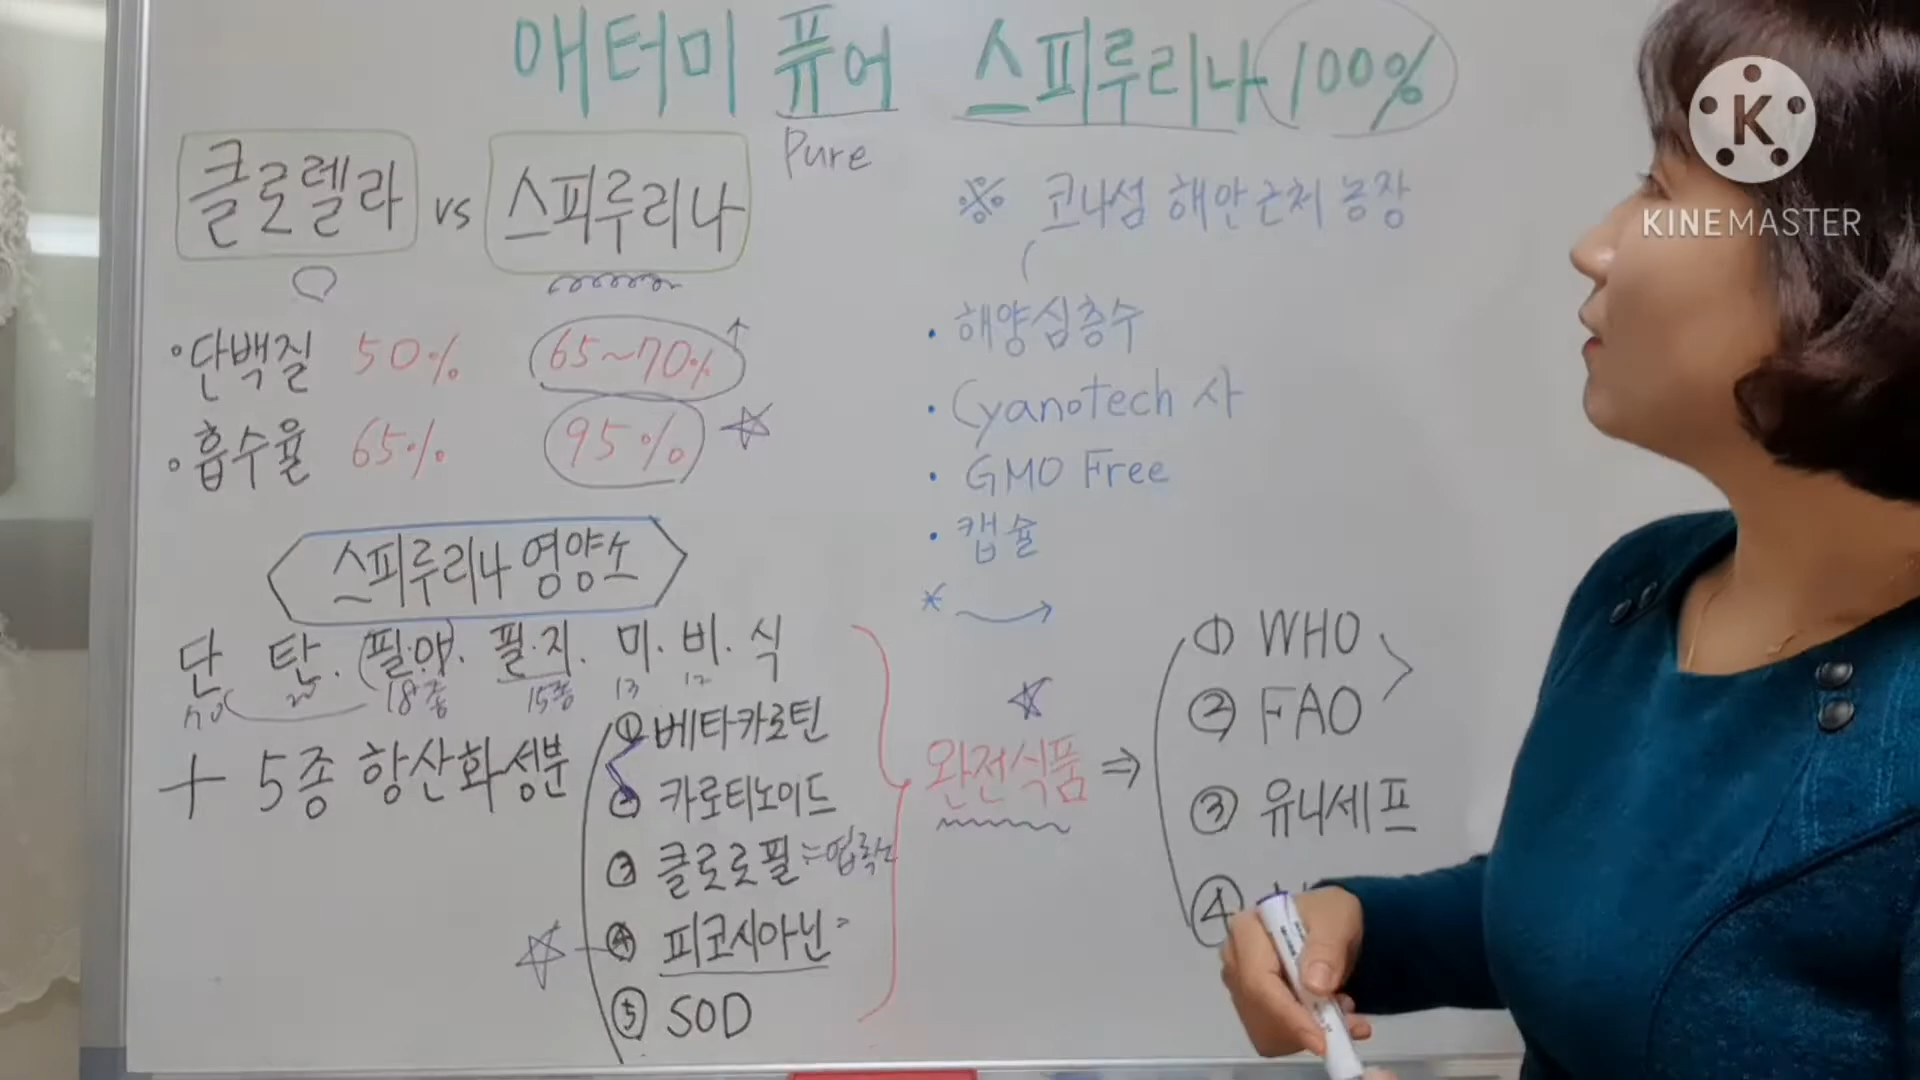 애터미 퓨어 스피루리나 100%
Pure
클로렐라 vs 스피루리나
• 단백질 50% 65~70% ↑
• 흡수율 65% 95% ☆
스피루리나 영양소
단 탄. 필.아. 필.지. 미. 비. 식
70 20 18종 15종 13 12
+ 5종 항산화 성분
① 베타카로틴
② 카로티노이드
③ 클로로필
④ 피코시아닌
⑤ SOD
※ 코나섬 해안근처 농장
• 해양심층수
• Cyanotech 사
• GMO Free
• 캡슐
☆
완전식품 ⇒
① WHO
② FAO
③ 유니세프
④
K
KINEMASTER